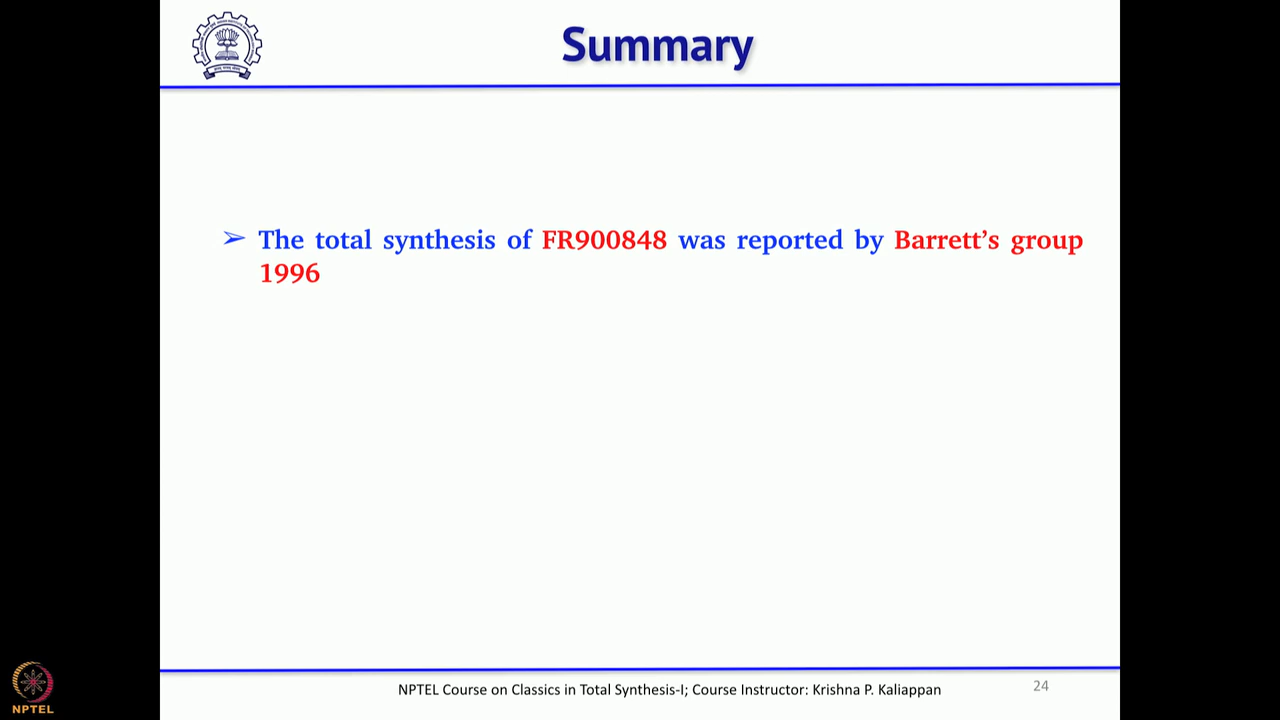 Summary
➢ The total synthesis of FR900848 was reported by Barrett’s group
1996
NPTEL Course on Classics in Total Synthesis-I; Course Instructor: Krishna P. Kaliappan
24
NPTEL